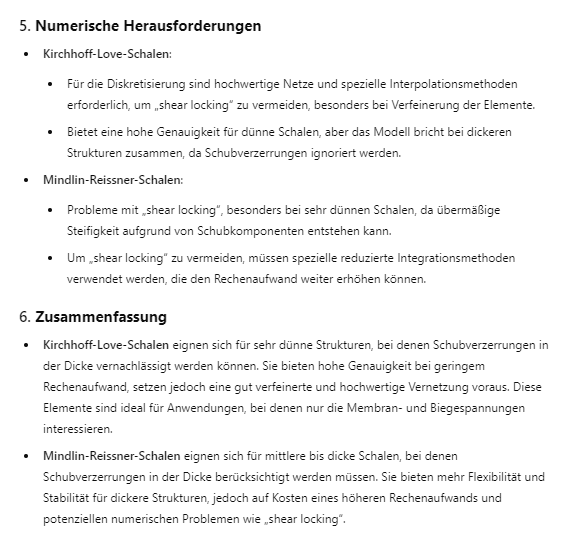 5. Numerische Herausforderungen
• Kirchhoff-Love-Schalen:
• Für die Diskretisierung sind hochwertige Netze und spezielle Interpolationsmethoden
erforderlich, um „shear locking“ zu vermeiden, besonders bei Verfeinerung der Elemente.
• Bietet eine hohe Genauigkeit für dünne Schalen, aber das Modell bricht bei dickeren
Strukturen zusammen, da Schubverzerrungen ignoriert werden.
• Mindlin-Reissner-Schalen:
• Probleme mit „shear locking“, besonders bei sehr dünnen Schalen, da übermäßige
Steifigkeit aufgrund von Schubkomponenten entstehen kann.
• Um „shear locking“ zu vermeiden, müssen spezielle reduzierte Integrationsmethoden
verwendet werden, die den Rechenaufwand weiter erhöhen können.
6. Zusammenfassung
• Kirchhoff-Love-Schalen eignen sich für sehr dünne Strukturen, bei denen Schubverzerrungen in
der Dicke vernachlässigt werden können. Sie bieten hohe Genauigkeit bei geringem
Rechenaufwand, setzen jedoch eine gut verfeinerte und hochwertige Vernetzung voraus. Diese
Elemente sind ideal für Anwendungen, bei denen nur die Membran- und Biegespannungen
interessieren.
• Mindlin-Reissner-Schalen eignen sich für mittlere bis dicke Schalen, bei denen
Schubverzerrungen in der Dicke berücksichtigt werden müssen. Sie bieten mehr Flexibilität und
Stabilität für dickere Strukturen, jedoch auf Kosten eines höheren Rechenaufwands und
potenziellen numerischen Problemen wie „shear locking“.